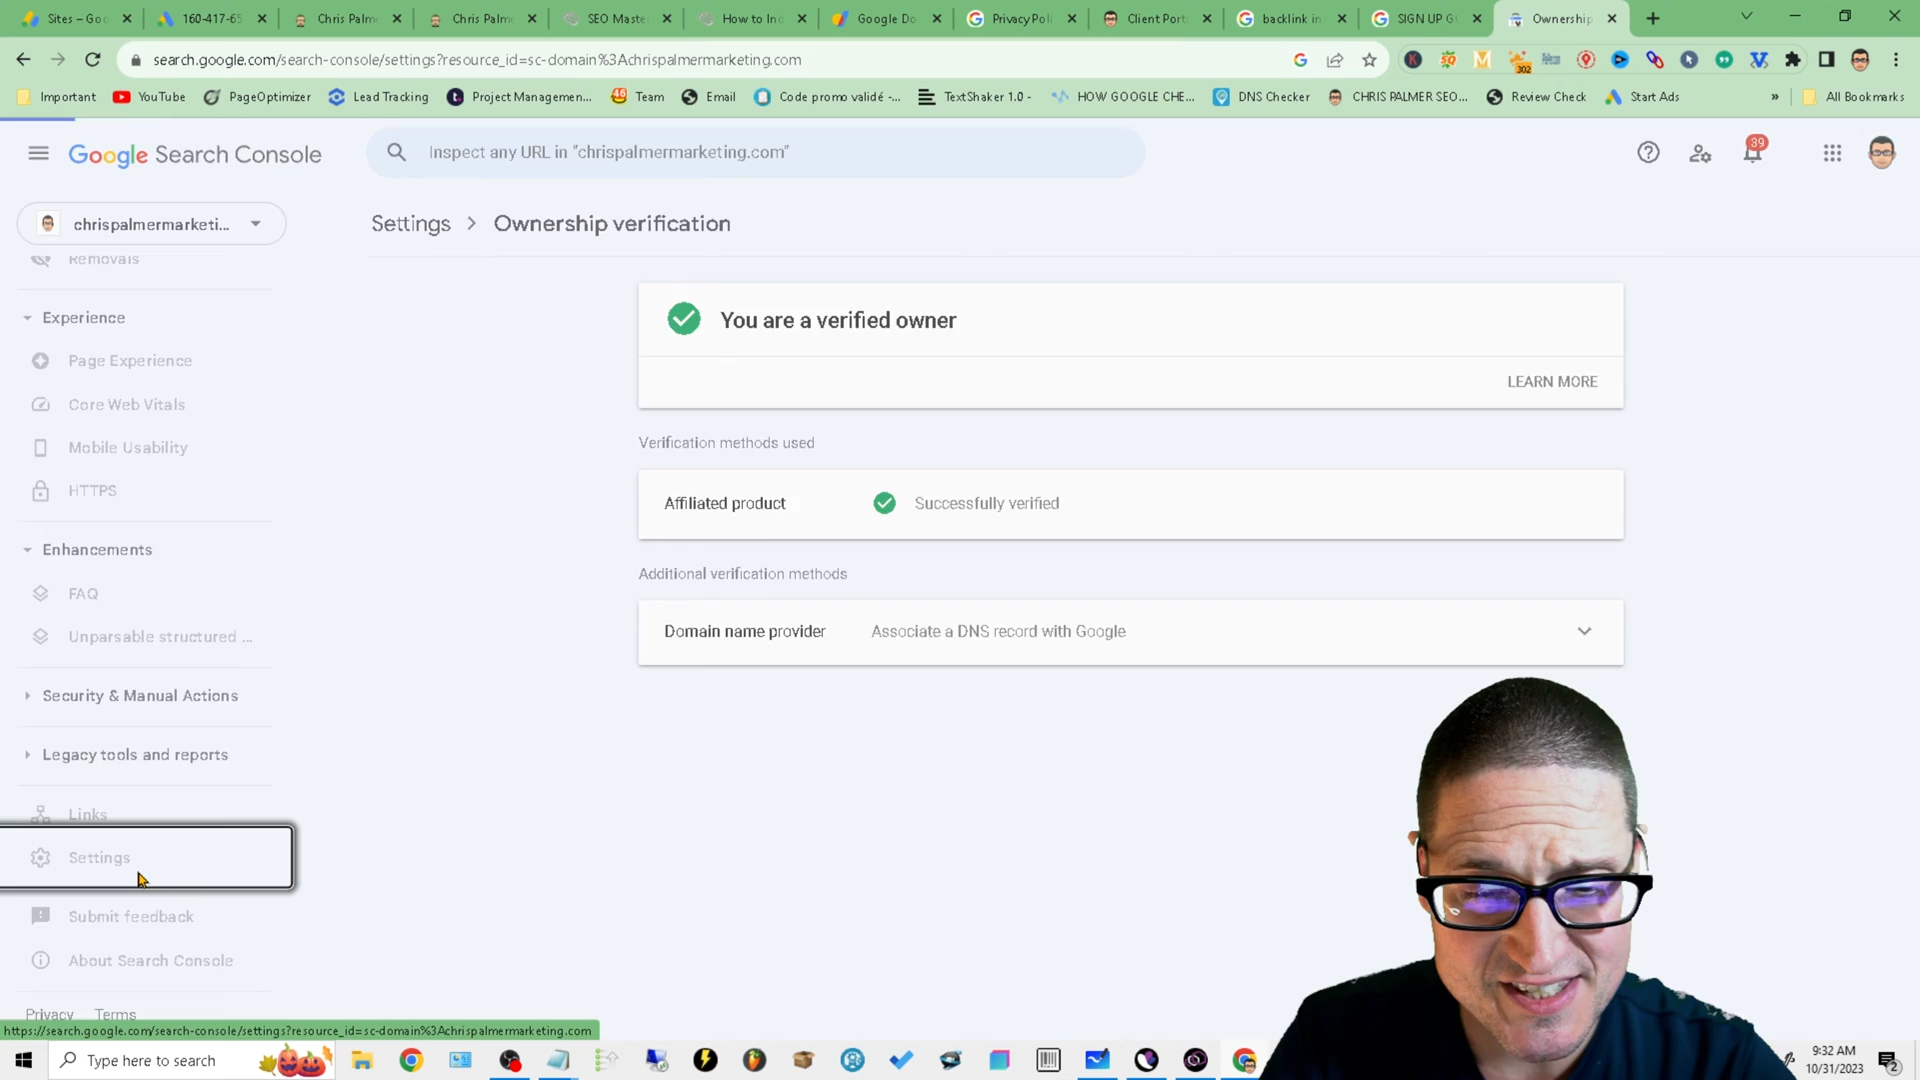 Sites – Goo
160-417-65
Chris Palm
Chris Palm
SEO Maste
How to Ind
Google Do
Privacy Poli
Client Port
backlink in
SIGN UP G
Ownership
search.google.com/search-console/settings?resource_id=sc-domain%3Achrispalmermarketing.com
302
Important
YouTube
PageOptimizer
Lead Tracking
Project Managemen...
46
Team
Email
Code promo validé -...
TextShaker 1.0 -
HOW GOOGLE CHE...
DNS Checker
CHRIS PALMER SEO...
Review Check
Start Ads
»
All Bookmarks
Google Search Console
Inspect any URL in "chrispalmermarketing.com"
39
chrispalmermarketi...
Settings > Ownership verification
Removals
Experience
Page Experience
Core Web Vitals
Mobile Usability
HTTPS
Enhancements
FAQ
Unparsable structured ...
Security & Manual Actions
Legacy tools and reports
Links
Settings
Submit feedback
About Search Console
Privacy Terms
You are a verified owner
LEARN MORE
Verification methods used
Affiliated product Successfully verified
Additional verification methods
Domain name provider Associate a DNS record with Google
https://search.google.com/search-console/settings?resource_id=sc-domain%3Achrispalmermarketing.com
Type here to search
9:32 AM
10/31/2023
2